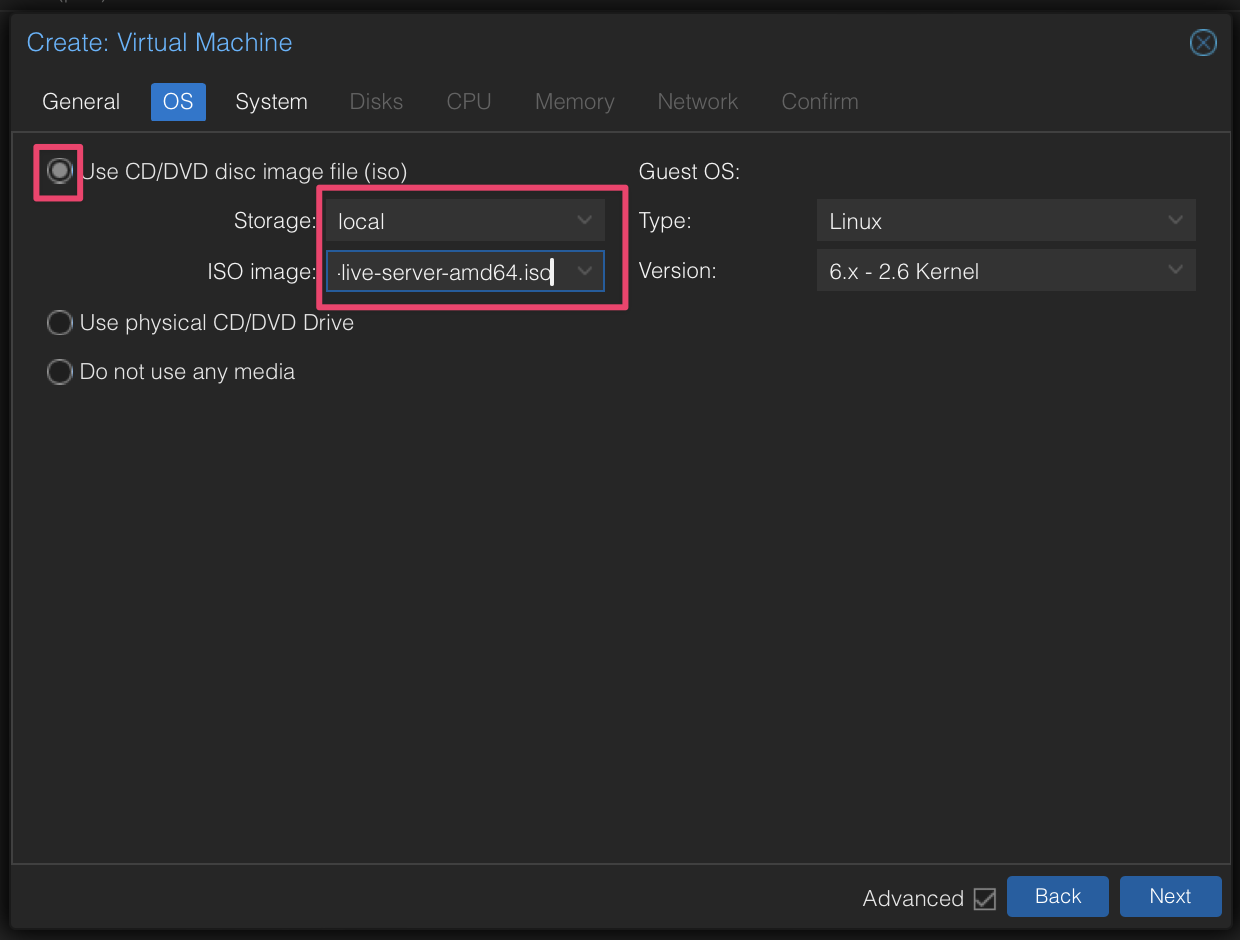 Create: Virtual Machine
General OS System Disks CPU Memory Network Confirm
Use CD/DVD disc image file (iso)
Storage: local
ISO image: -live-server-amd64.iso
Use physical CD/DVD Drive
Do not use any media
Guest OS:
Type: Linux
Version: 6.x - 2.6 Kernel
Advanced Back Next